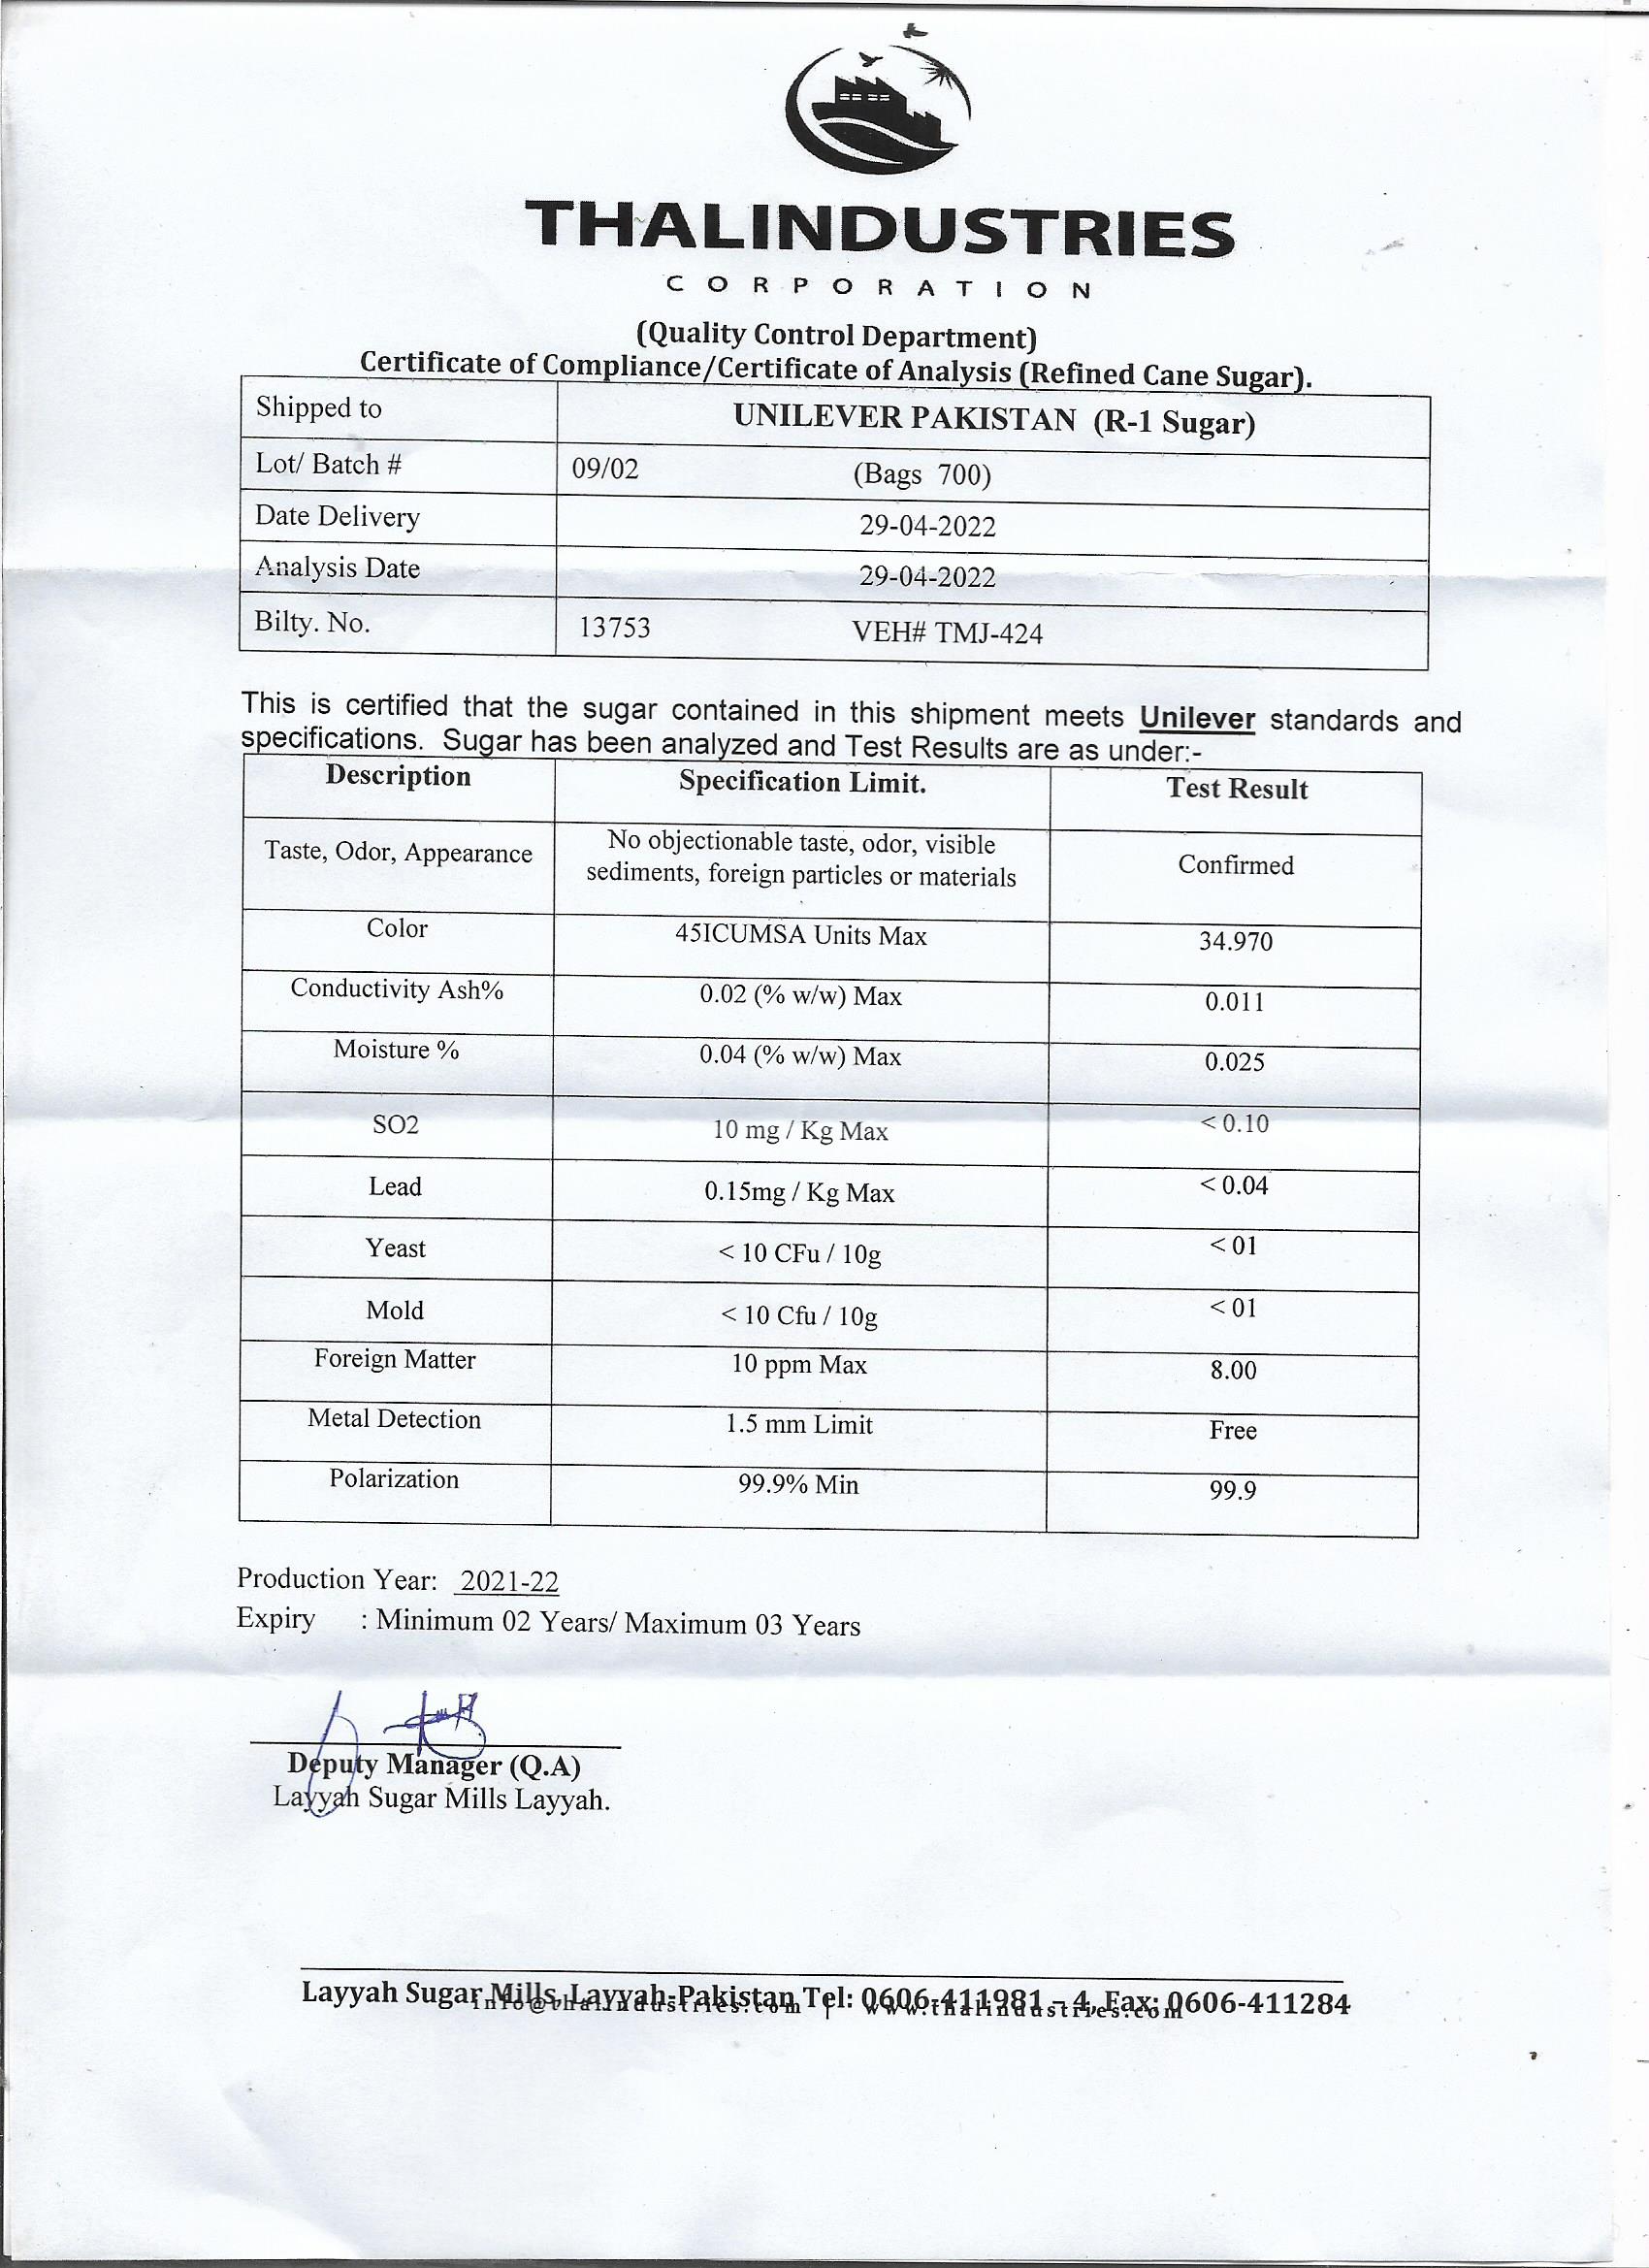 THALINDUSTRIES
CORPORATION
(Quality Control Department)
Certificate of Compliance/Certificate of Analysis (Refined Cane Sugar).
Shipped to UNILEVER PAKISTAN (R-1 Sugar)
Lot/ Batch # 09/02 (Bags 700)
Date Delivery 29-04-2022
Analysis Date 29-04-2022
Bilty. No. 13753 VEH# TMJ-424
This is certified that the sugar contained in this shipment meets Unilever standards and
specifications. Sugar has been analyzed and Test Results are as under:-
Description Specification Limit. Test Result
Taste, Odor, Appearance No objectionable taste, odor, visible
sediments, foreign particles or materials Confirmed
Color 45ICUMSA Units Max 34.970
Conductivity Ash% 0.02 (% w/w) Max 0.011
Moisture % 0.04 (% w/w) Max 0.025
SO2 10 mg / Kg Max < 0.10
Lead 0.15mg / Kg Max < 0.04
Yeast < 10 CFu / 10g < 01
Mold < 10 Cfu / 10g < 01
Foreign Matter 10 ppm Max 8.00
Metal Detection 1.5 mm Limit Free
Polarization 99.9% Min 99.9
Production Year: 2021-22
Expiry : Minimum 02 Years/ Maximum 03 Years
Deputy Manager (Q.A)
Layyah Sugar Mills Layyah.
Layyah Sugar Mills, Layyah-Pakistan Tel: 0606-411981 – 4, Fax: 0606-411284
info@thalindustries.com | www.thalindustries.com